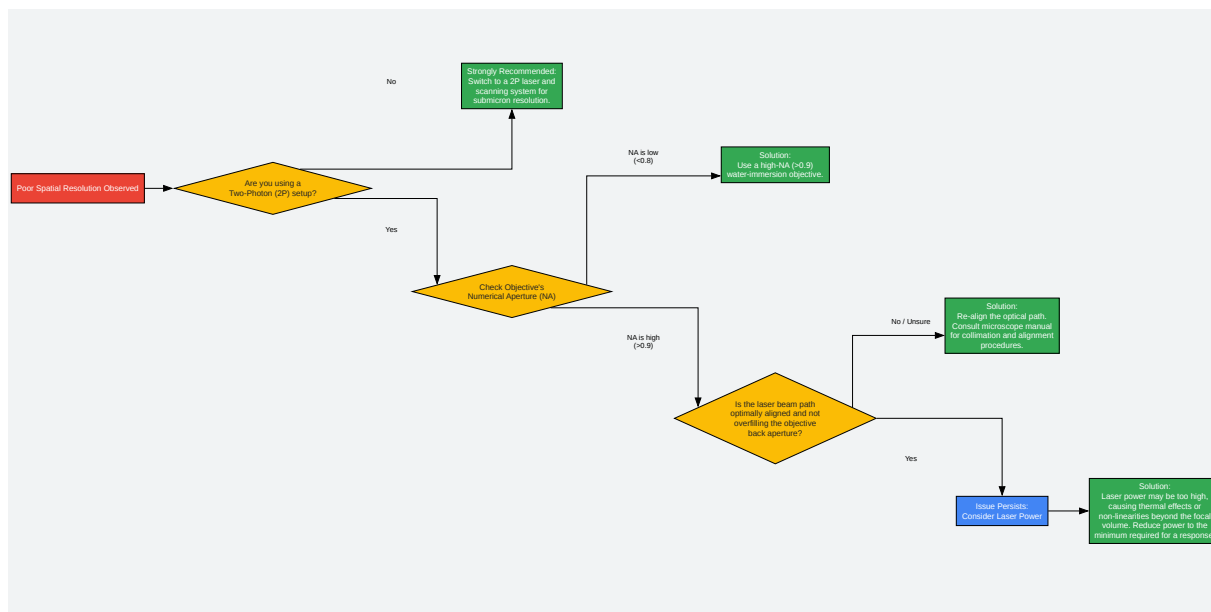 No
Strongly Recommended:
Switch to a 2P laser and
scanning system for
submicron resolution.
Poor Spatial Resolution Observed
Are you using a
Two-Photon (2P) setup?
Yes
NA is low
(<0.8)
Solution:
Use a high-NA (>0.9)
water-immersion objective.
Check Objective's
Numerical Aperture (NA)
NA is high
(>0.9)
No / Unsure
Solution:
Re-align the optical path.
Consult microscope manual
for collimation and alignment
procedures.
Is the laser beam path
optimally aligned and not
overfilling the objective
back aperture?
Yes
Issue Persists:
Consider Laser Power
Solution:
Laser power may be too high,
causing thermal effects or
non-linearities beyond the focal
volume. Reduce power to the
minimum required for a response.